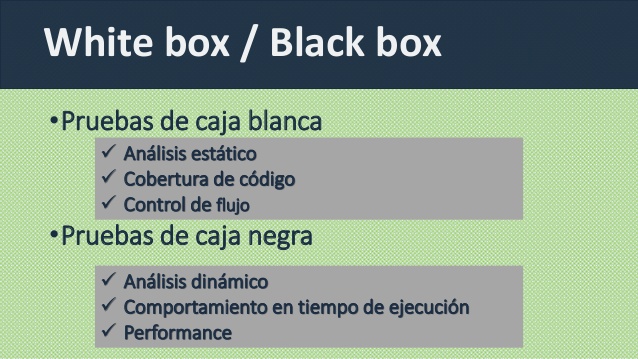 White box / Black box
•Pruebas de caja blanca
✓ Análisis estático
✓ Cobertura de código
✓ Control de flujo
•Pruebas de caja negra
✓ Análisis dinámico
✓ Comportamiento en tiempo de ejecución
✓ Performance